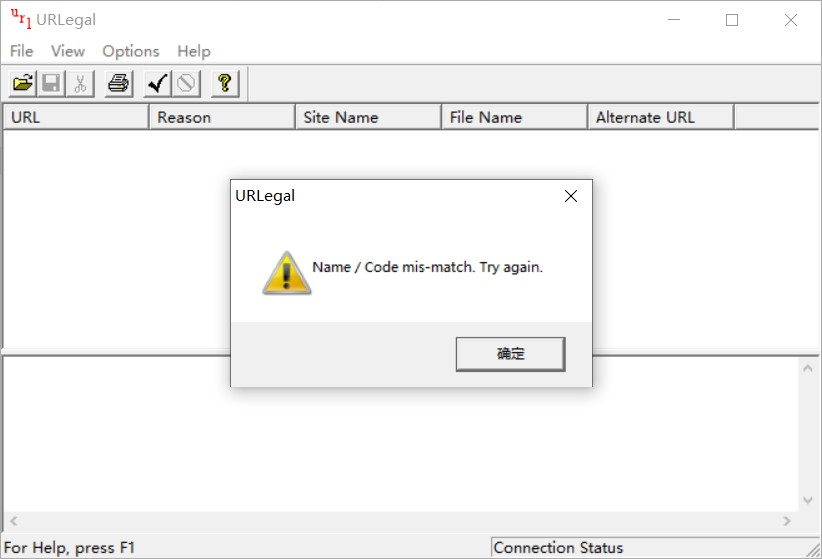 url URLegal
File View Options Help
URL Reason Site Name File Name Alternate URL
URLegal
Name / Code mis-match. Try again.
确定
For Help, press F1 Connection Status